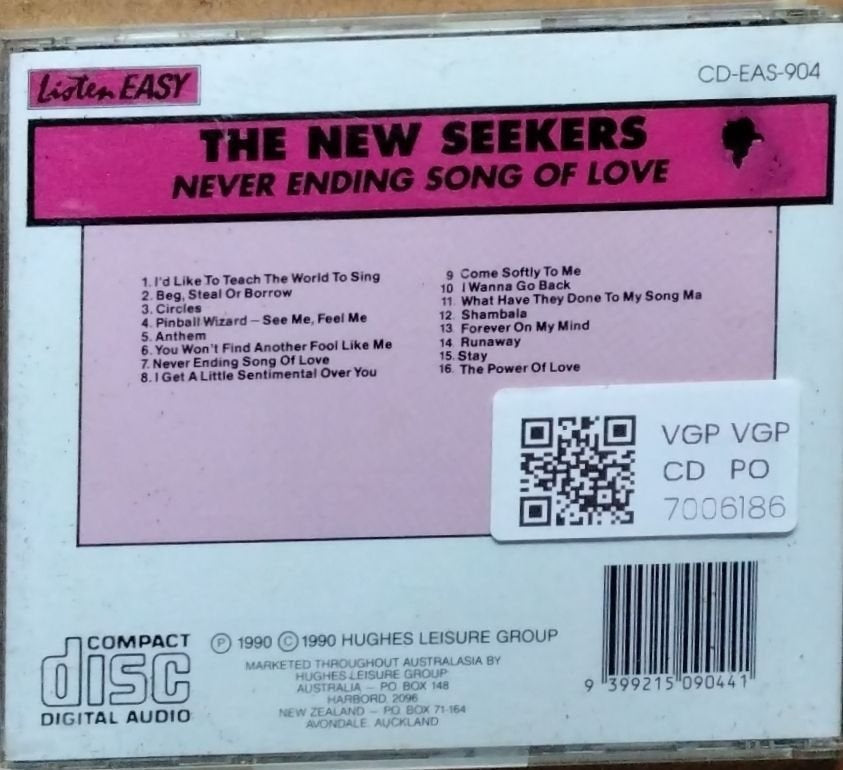 Listen EASY
CD-EAS-904
THE NEW SEEKERS
NEVER ENDING SONG OF LOVE
1. I'd Like To Teach The World To Sing
2. Beg, Steal Or Borrow
3. Circles
4. Pinball Wizard – See Me, Feel Me
5. Anthem
6. You Won't Find Another Fool Like Me
7. Never Ending Song Of Love
8. I Get A Little Sentimental Over You
9 Come Softly To Me
10 I Wanna Go Back
11. What Have They Done To My Song Ma
12. Shambala
13. Forever On My Mind
14 Runaway
15. Stay
16. The Power Of Love
VGP VGP
CD PO
7006186
COMPACT
disc
DIGITAL AUDIO
Ⓟ 1990 © 1990 HUGHES LEISURE GROUP
MARKETED THROUGHOUT AUSTRALASIA BY
HUGHES LEISURE GROUP
AUSTRALIA – PO BOX 148
HARBORD 2096
NEW ZEALAND – PO BOX 71-164
AVONDALE, AUCKLAND
9 399215 090441